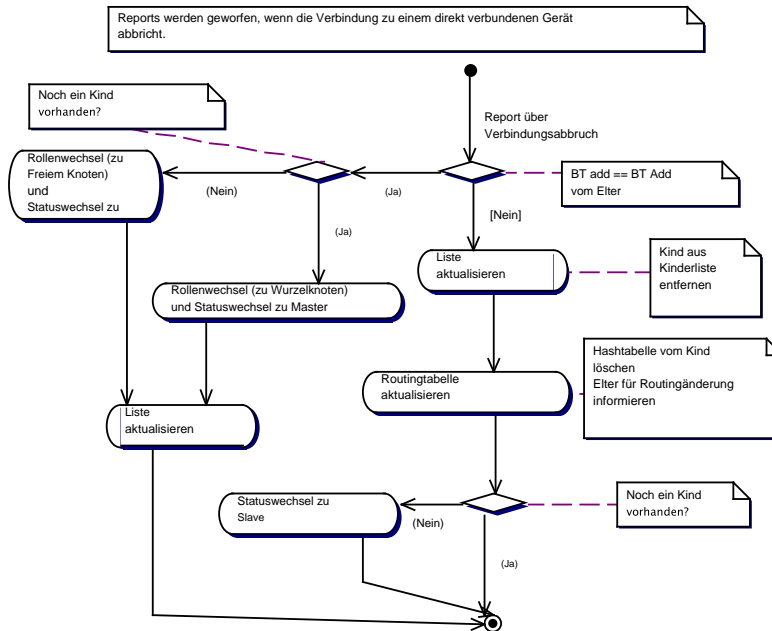 Reports werden geworfen, wenn die Verbindung zu einem direkt verbundenen Gerät
abbricht.
Noch ein Kind
vorhanden?
Report über
Verbindungsabbruch
Rollenwechsel (zu
Freiem Knoten)
und
Statuswechsel zu
(Nein)
(Ja)
BT add == BT Add
vom Elter
(Ja)
[Nein]
Liste
aktualisieren
Kind aus
Kinderliste
entfernen
Rollenwechsel (zu Wurzelknoten)
und Statuswechsel zu Master
Hashtabelle vom Kind
löschen
Elter für Routingänderung
informieren
Routingtabelle
aktualisieren
Liste
aktualisieren
Statuswechsel zu
Slave
(Nein)
Noch ein Kind
vorhanden?
(Ja)